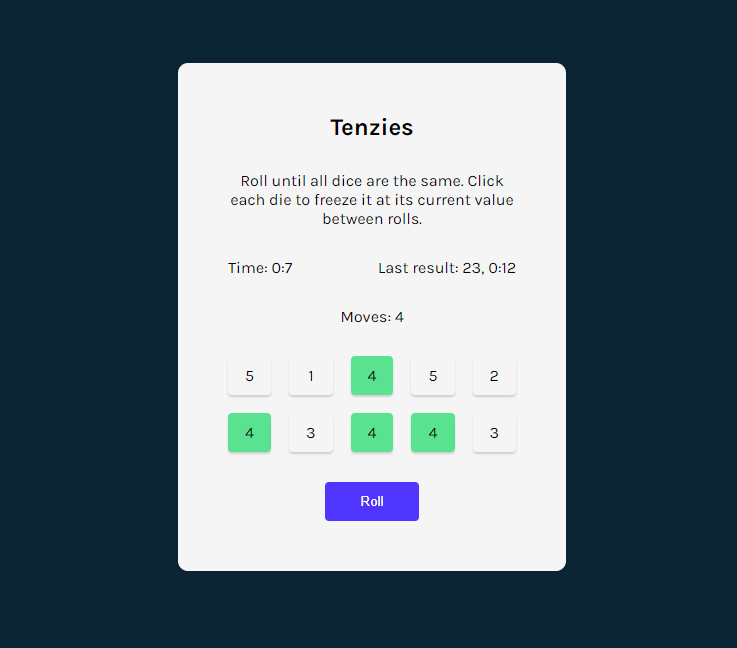 Tenzies
Roll until all dice are the same. Click
each die to freeze it at its current value
between rolls.
Time: 0:7 Last result: 23, 0:12
Moves: 4
5 1 4 5 2
4 3 4 4 3
Roll